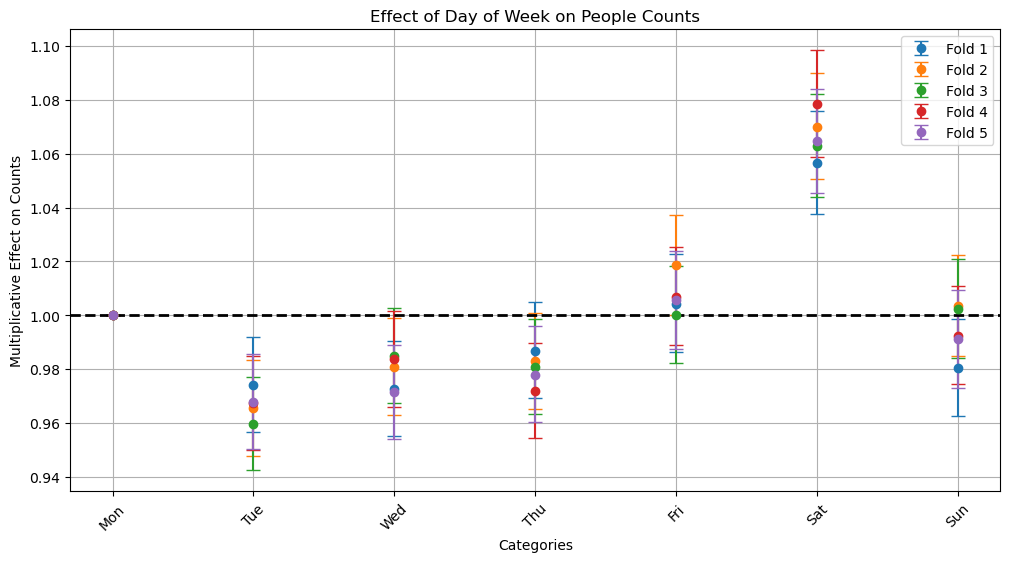 Effect of Day of Week on People Counts
Multiplicative Effect on Counts
1.10
1.08
1.06
1.04
1.02
1.00
0.98
0.96
0.94
Fold 1
Fold 2
Fold 3
Fold 4
Fold 5
Mon
Tue
Wed
Thu
Fri
Sat
Sun
Categories